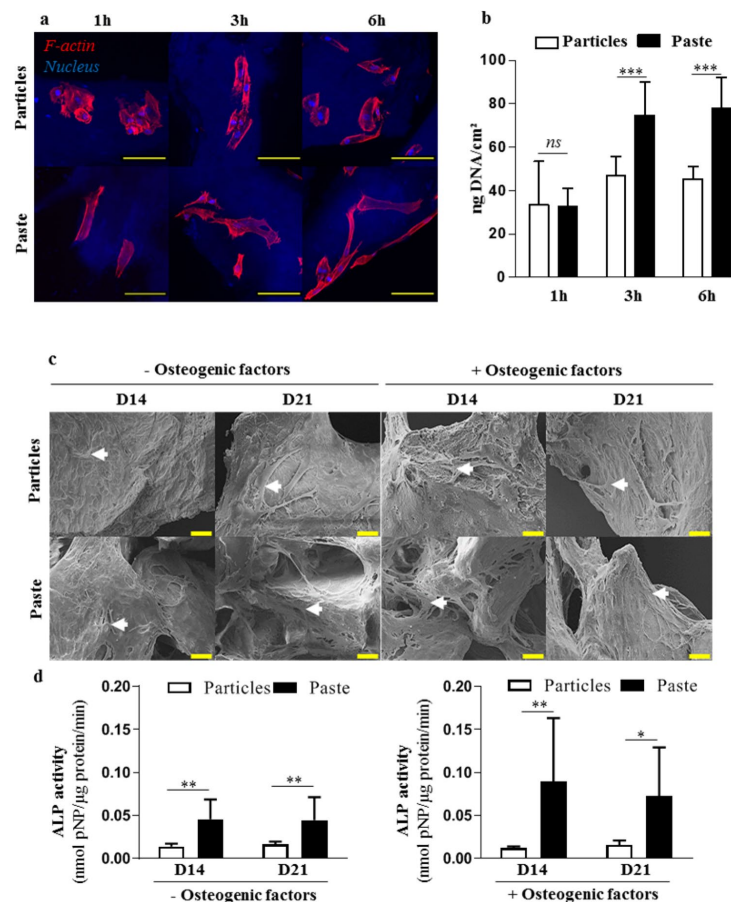 a
1h 3h 6h
F-actin
Nucleus
Particles
Paste
b
Particles Paste
ng DNA/cm²
100
80
60
40
20
0
ns
***
***
1h 3h 6h
c
- Osteogenic factors + Osteogenic factors
D14 D21 D14 D21
Particles
Paste
d
Particles Paste
ALP activity
(nmol pNP/µg protein/min)
0.20
0.15
0.10
0.05
0.00
**
**
D14 D21
- Osteogenic factors
Particles Paste
ALP activity
(nmol pNP/µg protein/min)
0.20
0.15
0.10
0.05
0.00
**
*
D14 D21
+ Osteogenic factors